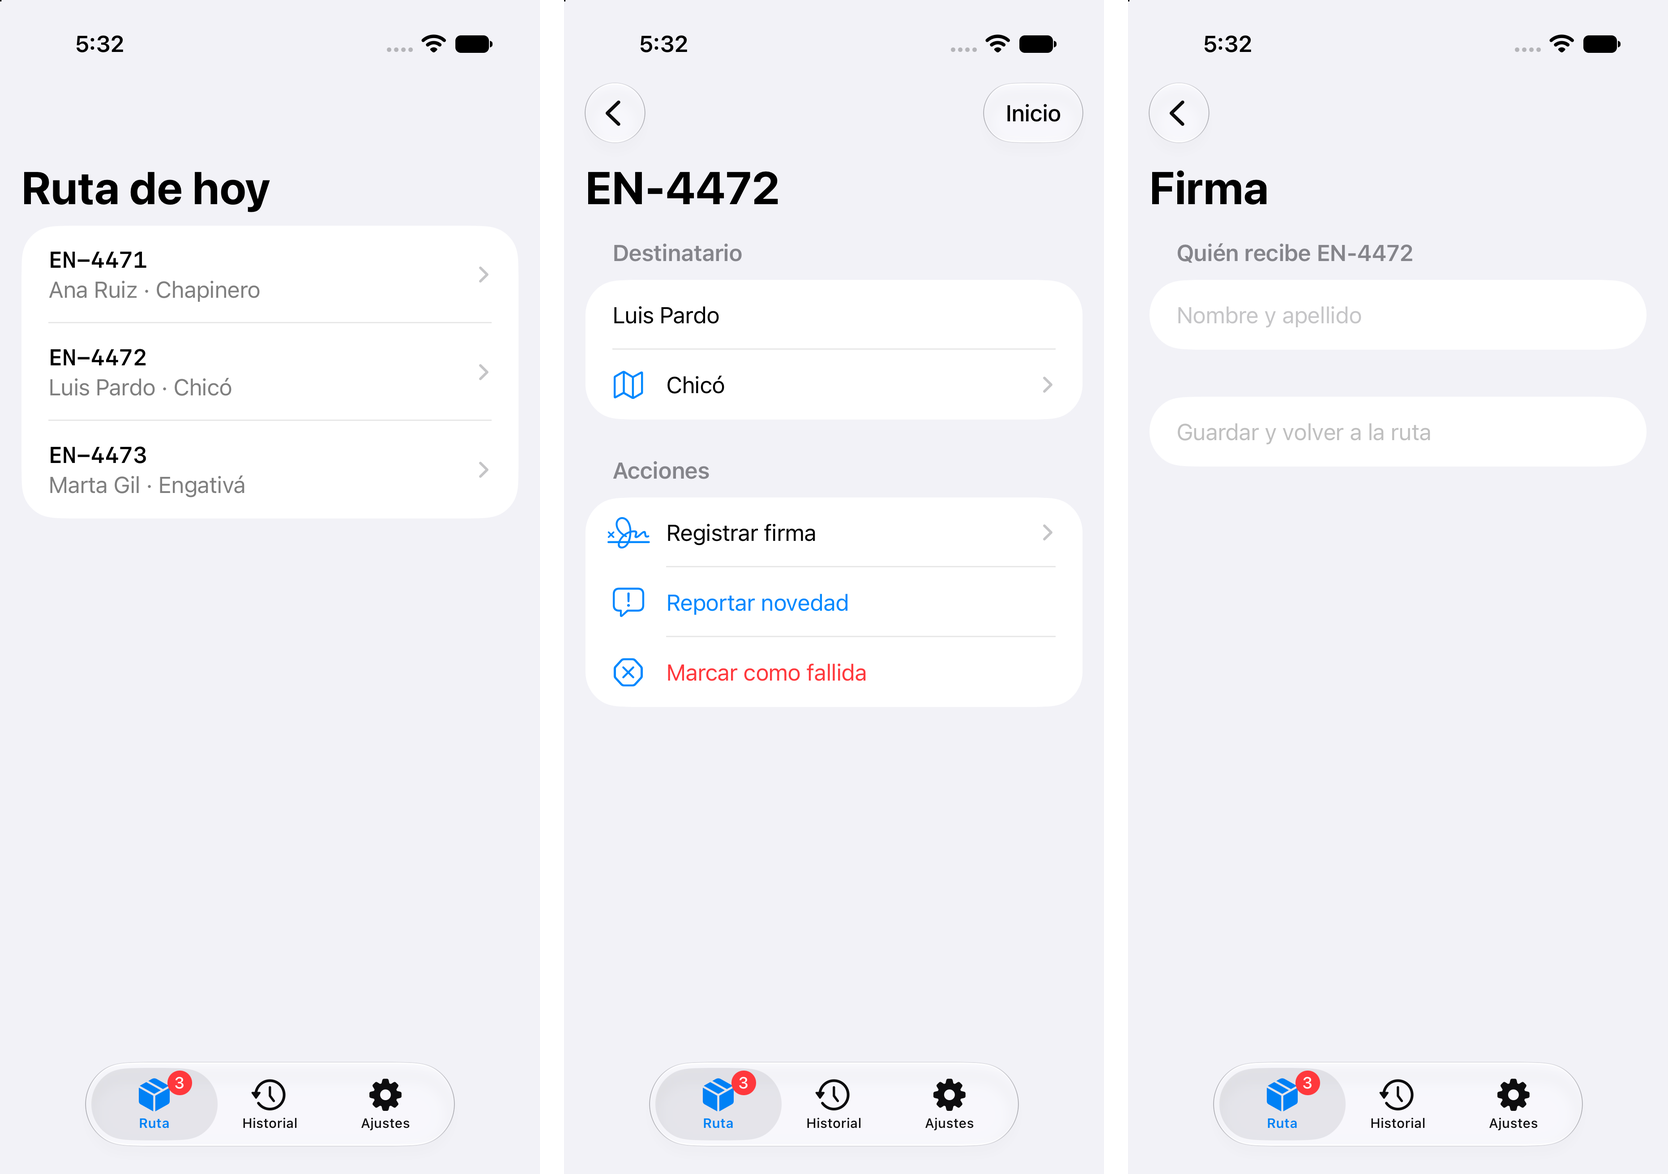 5:32
Ruta de hoy
EN-4471
Ana Ruiz · Chapinero
EN-4472
Luis Pardo · Chicó
EN-4473
Marta Gil · Engativá
3
Ruta
Historial
Ajustes
5:32
Inicio
EN-4472
Destinatario
Luis Pardo
Chicó
Acciones
Registrar firma
Reportar novedad
Marcar como fallida
3
Ruta
Historial
Ajustes
5:32
Firma
Quién recibe EN-4472
Nombre y apellido
Guardar y volver a la ruta
3
Ruta
Historial
Ajustes